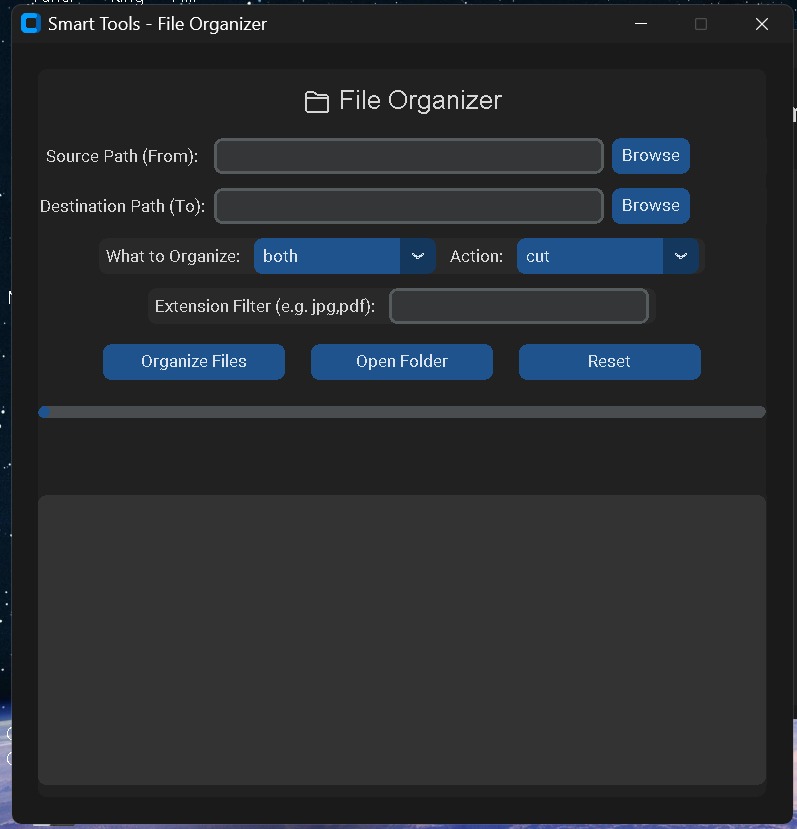 Smart Tools - File Organizer
File Organizer
Source Path (From): Browse
Destination Path (To): Browse
What to Organize: both Action: cut
Extension Filter (e.g. jpg,pdf):
Organize Files Open Folder Reset